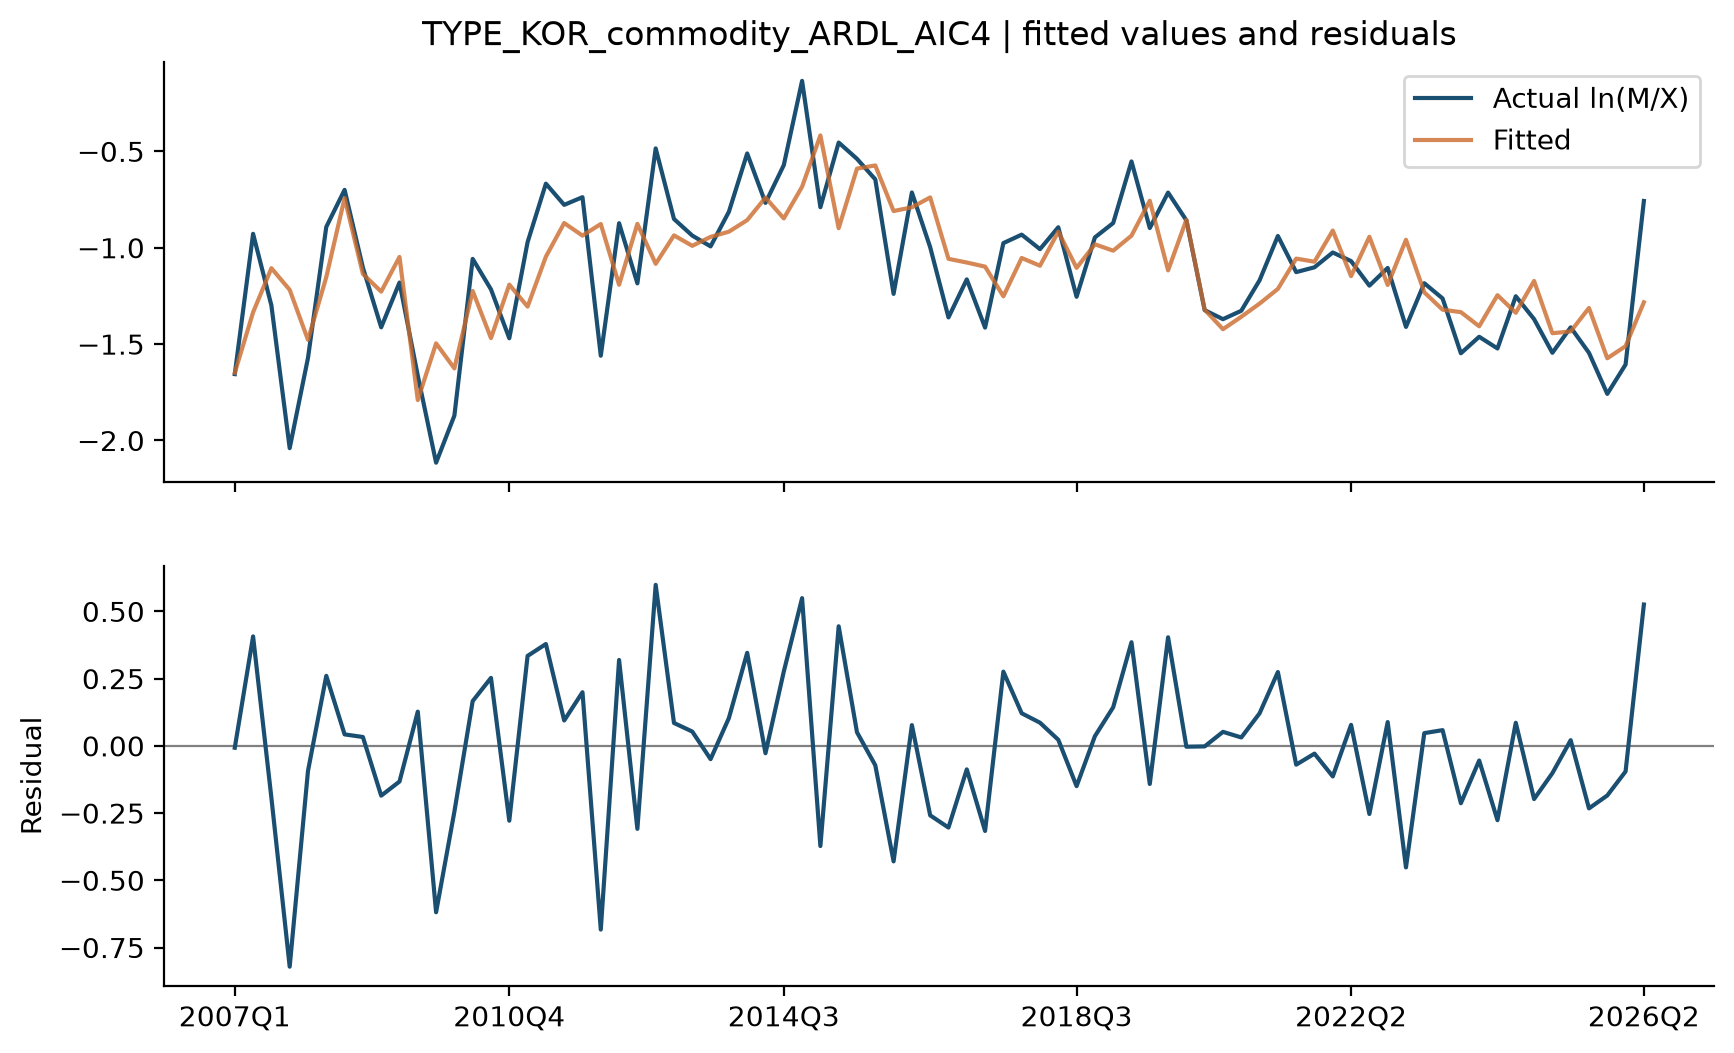 TYPE_KOR_commodity_ARDL_AIC4 | fitted values and residuals
Actual ln(M/X)
Fitted
−0.5
−1.0
−1.5
−2.0
Residual
0.50
0.25
0.00
−0.25
−0.50
−0.75
2007Q1 2010Q4 2014Q3 2018Q3 2022Q2 2026Q2